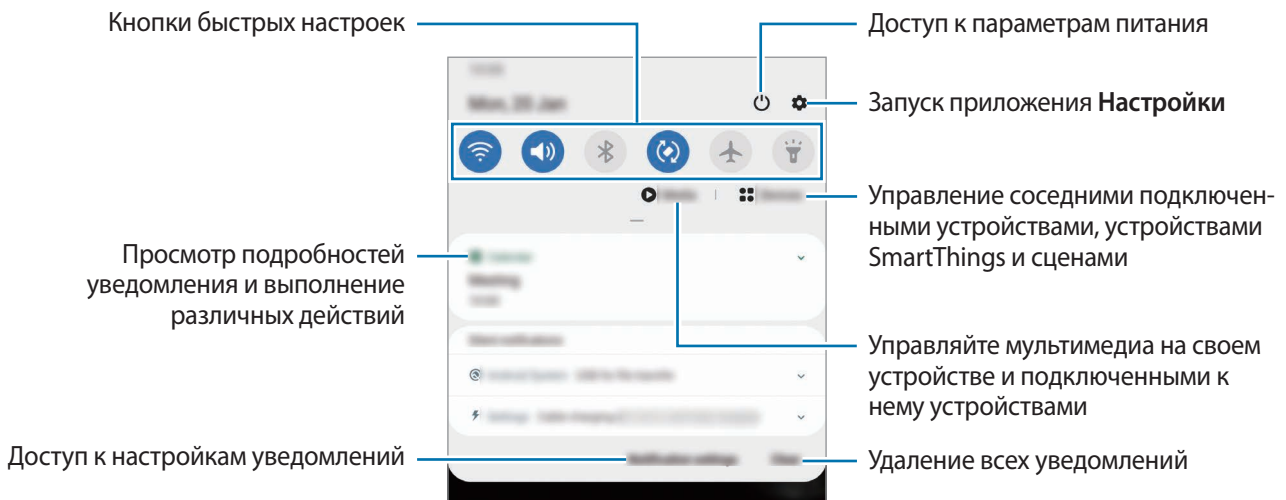 Кнопки быстрых настроек
Доступ к параметрам питания
Запуск приложения Настройки
Управление соседними подключен-
ными устройствами, устройствами
SmartThings и сценами
Просмотр подробностей
уведомления и выполнение
различных действий
Управляйте мультимедиа на своем
устройстве и подключенными к
нему устройствами
Доступ к настройкам уведомлений
Удаление всех уведомлений